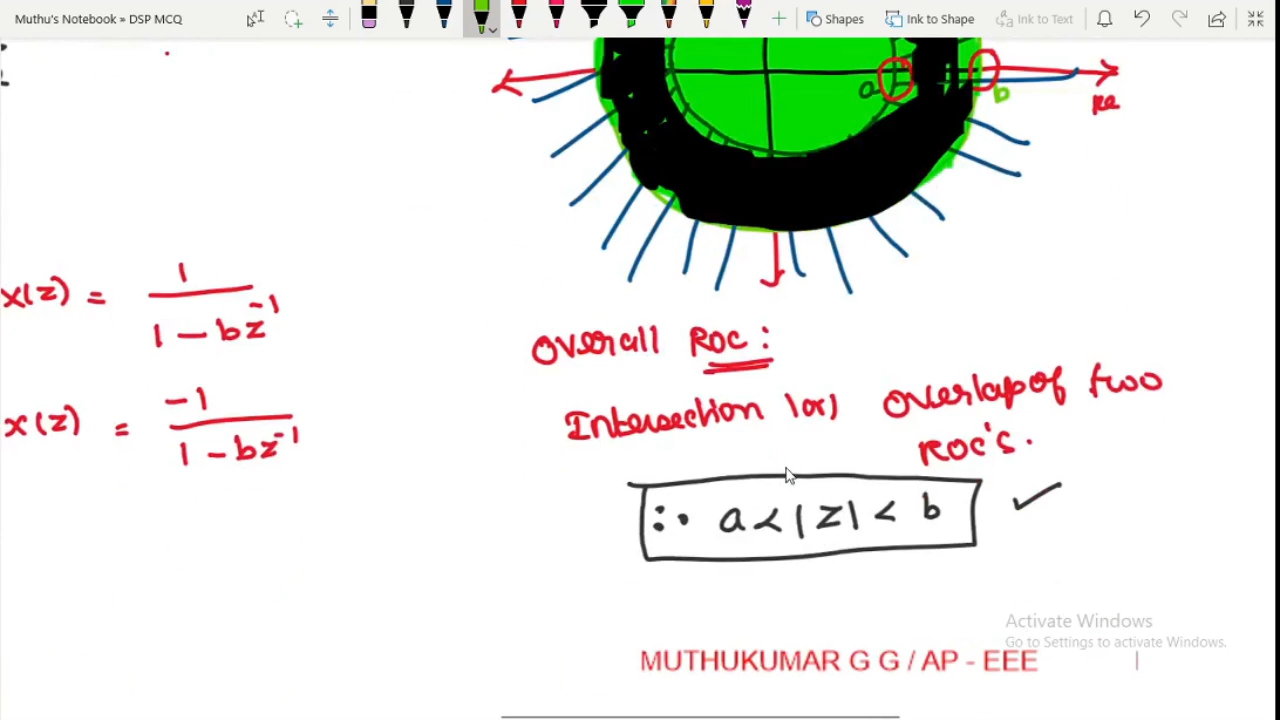 Muthu's Notebook » DSP MCQ
Shapes
Ink to Shape
Ink to Text
a
b
Re
x(z) = 1 / 1 - bz^-1
x(z) = -1 / 1 - bz^-1
Overall ROC :
Intersection (or) Overlap of two
ROC's.
∴ a < |z| < b ✓
Activate Windows
Go to Settings to activate Windows.
MUTHUKUMAR G G / AP - EEE